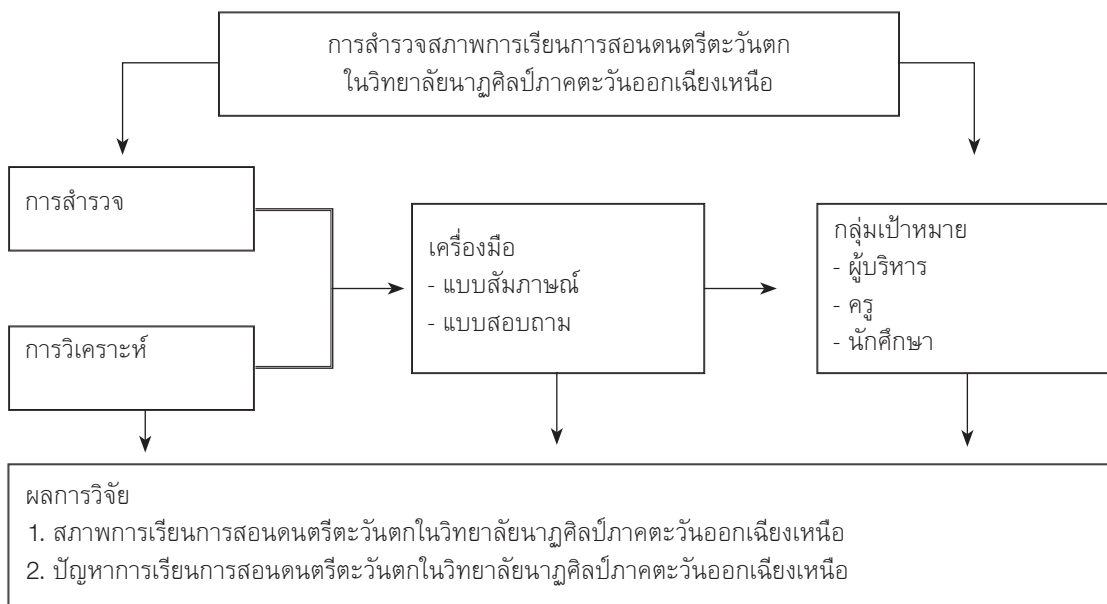 การสำรวจสภาพการเรียนการสอนดนตรีตะวันตก
ในวิทยาลัยนาฏศิลป์ภาคตะวันออกเฉียงเหนือ
การสำรวจ
การวิเคราะห์
เครื่องมือ
- แบบสัมภาษณ์
- แบบสอบถาม
กลุ่มเป้าหมาย
- ผู้บริหาร
- ครู
- นักศึกษา
ผลการวิจัย
1. สภาพการเรียนการสอนดนตรีตะวันตกในวิทยาลัยนาฏศิลป์ภาคตะวันออกเฉียงเหนือ
2. ปัญหาการเรียนการสอนดนตรีตะวันตกในวิทยาลัยนาฏศิลป์ภาคตะวันออกเฉียงเหนือ